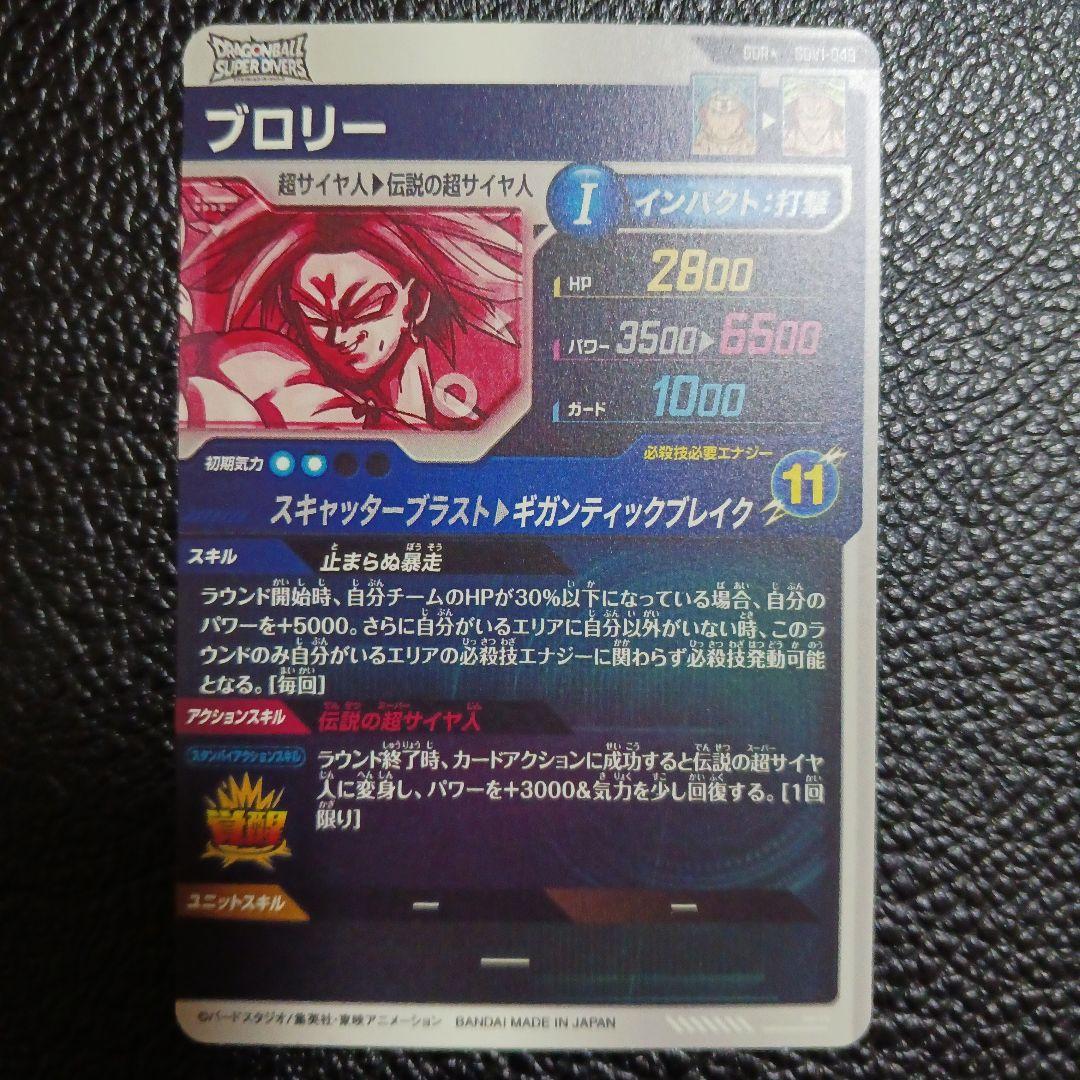 DRAGONBALL
SUPER DIVERS
ブロリー
超サイヤ人▶伝説の超サイヤ人
I
インパクト:打撃
HP 2800
パワー 3500▶6500
ガード 1000
初期気力
必殺技必要エナジー
11
スキャッターブラスト▶ギガンティックブレイク
スキル
止まらぬ暴走
ラウンド開始時、自分チームのHPが30%以下になっている場合、自分の
パワーを+5000。さらに自分がいるエリアに自分以外がいない時、このラ
ウンドのみ自分がいるエリアの必殺技エナジーに関わらず必殺技発動可能
となる。[毎回]
アクションスキル
伝説の超サイヤ人
スタンバイアクションスキル
覚醒
ラウンド終了時、カードアクションに成功すると伝説の超サイヤ
人に変身し、パワーを+3000&気力を少し回復する。[1回
限り]
ユニットスキル
ー
ー
ー
©バードスタジオ/集英社・東映アニメーション BANDAI MADE IN JAPAN